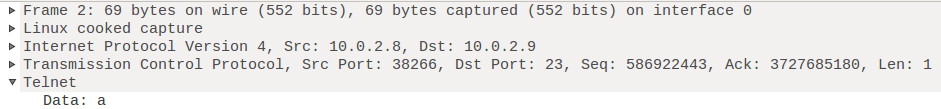 Frame 2: 69 bytes on wire (552 bits), 69 bytes captured (552 bits) on interface 0
Linux cooked capture
Internet Protocol Version 4, Src: 10.0.2.8, Dst: 10.0.2.9
Transmission Control Protocol, Src Port: 38266, Dst Port: 23, Seq: 586922443, Ack: 3727685180, Len: 1
Telnet
Data: a